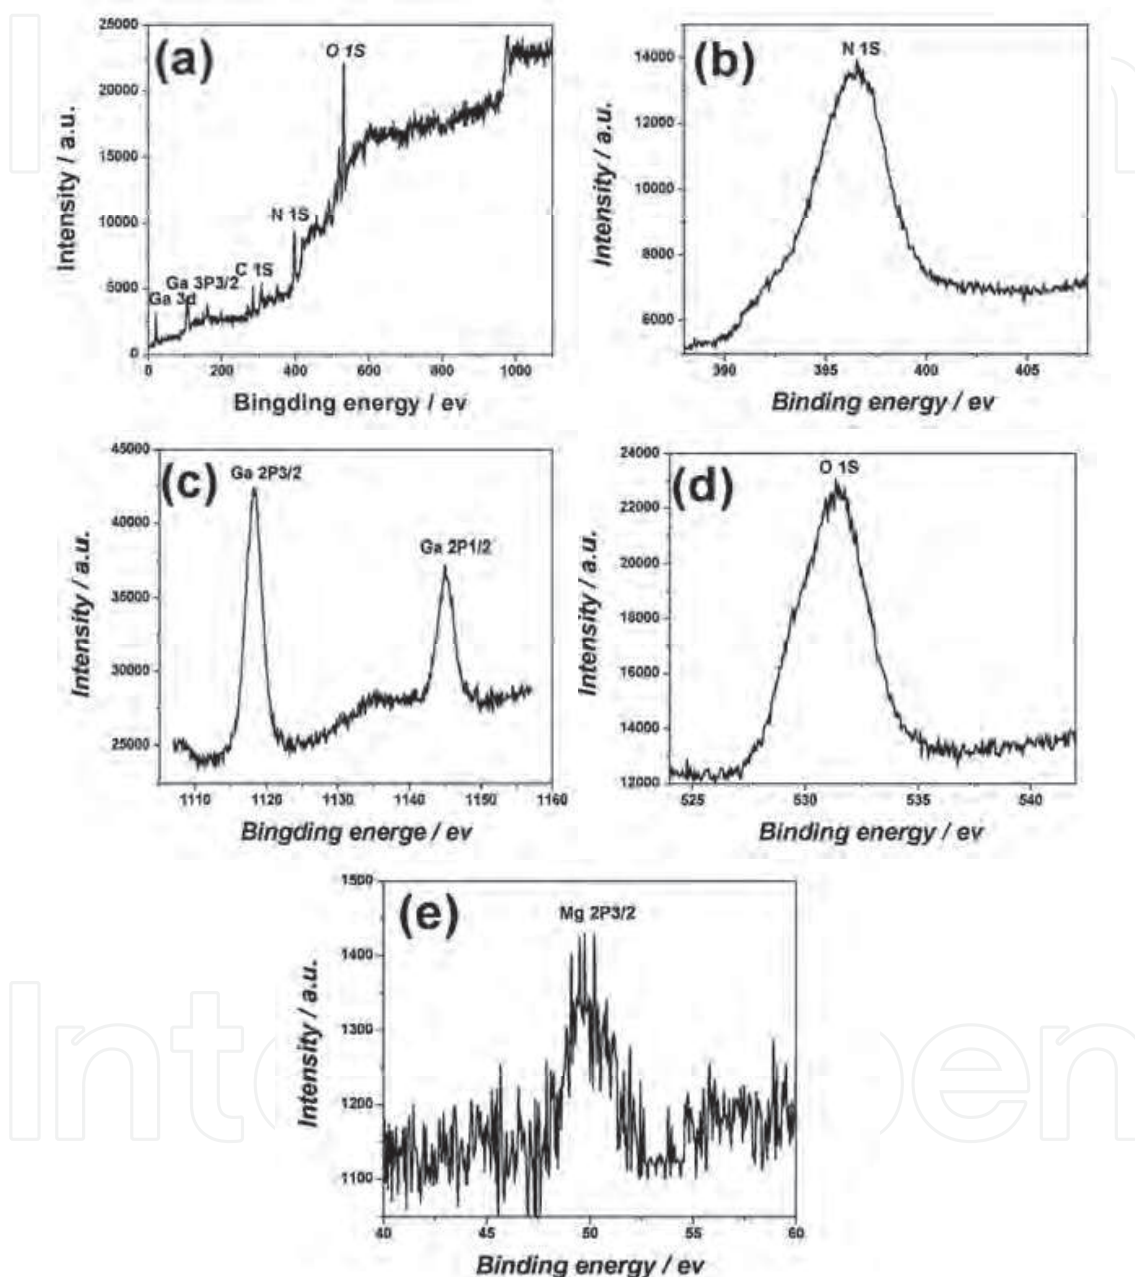 (a)
25000
20000
15000
10000
5000
0
Intensity / a.u.
O 1S
N 1S
C 1S
Ga 3P3/2
Ga 3d
0 200 400 600 800 1000
Bingding energy / ev
(b)
N 1S
14000
12000
10000
8000
6000
Intensity / a.u.
390 395 400 405
Binding energy / ev
(c)
Ga 2P3/2
Ga 2P1/2
45000
40000
35000
30000
25000
Intensity / a.u.
1110 1120 1130 1140 1150 1160
Bingding energe / ev
(d)
O 1S
24000
22000
20000
18000
16000
14000
12000
Intensity / a.u.
525 530 535 540
Binding energy / ev
(e)
Mg 2P3/2
1500
1400
1300
1200
1100
Intensity / a.u.
40 45 50 55 60
Binding energy / ev